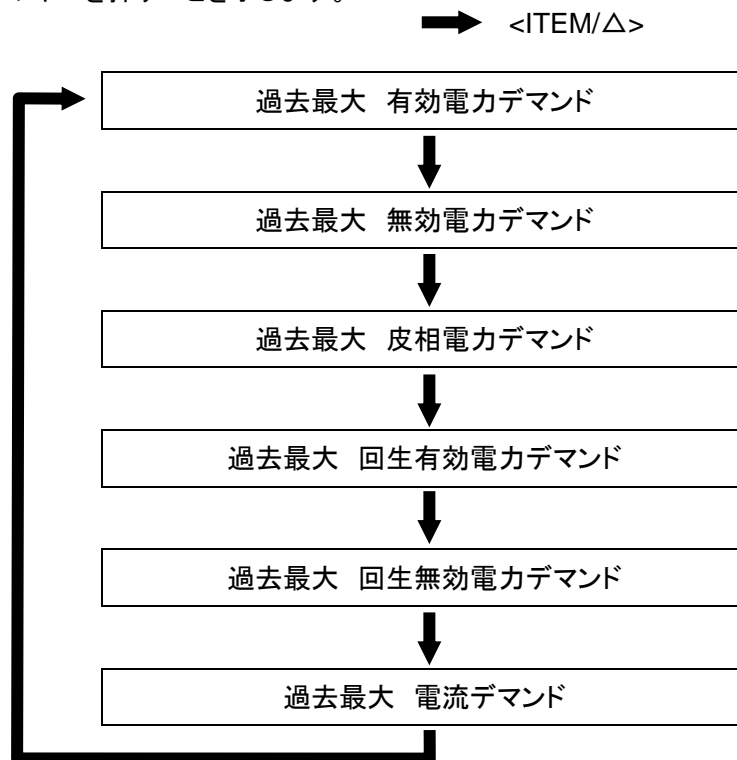 <ITEM/△>
過去最大 有効電力デマンド
過去最大 無効電力デマンド
過去最大 皮相電力デマンド
過去最大 回生有効電力デマンド
過去最大 回生無効電力デマンド
過去最大 電流デマンド